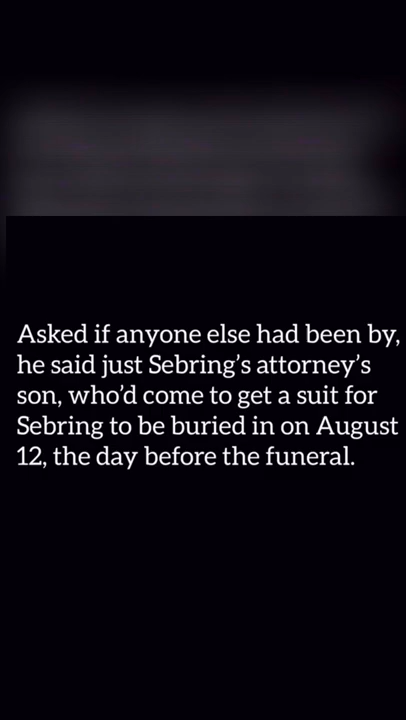 Asked if anyone else had been by,
he said just Sebring’s attorney’s
son, who’d come to get a suit for
Sebring to be buried in on August
12, the day before the funeral.